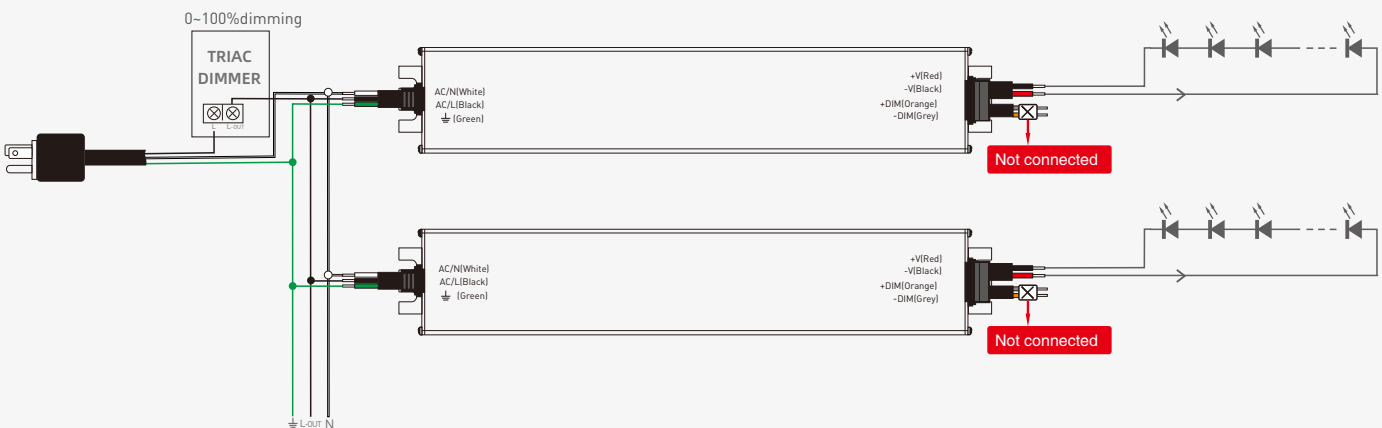 0~100%dimming
TRIAC
DIMMER
L L-OUT
AC/N(White)
AC/L(Black)
(Green)
+V(Red)
-V(Black)
+DIM(Orange)
-DIM(Grey)
Not connected
AC/N(White)
AC/L(Black)
(Green)
+V(Red)
-V(Black)
+DIM(Orange)
-DIM(Grey)
Not connected
L-OUT N